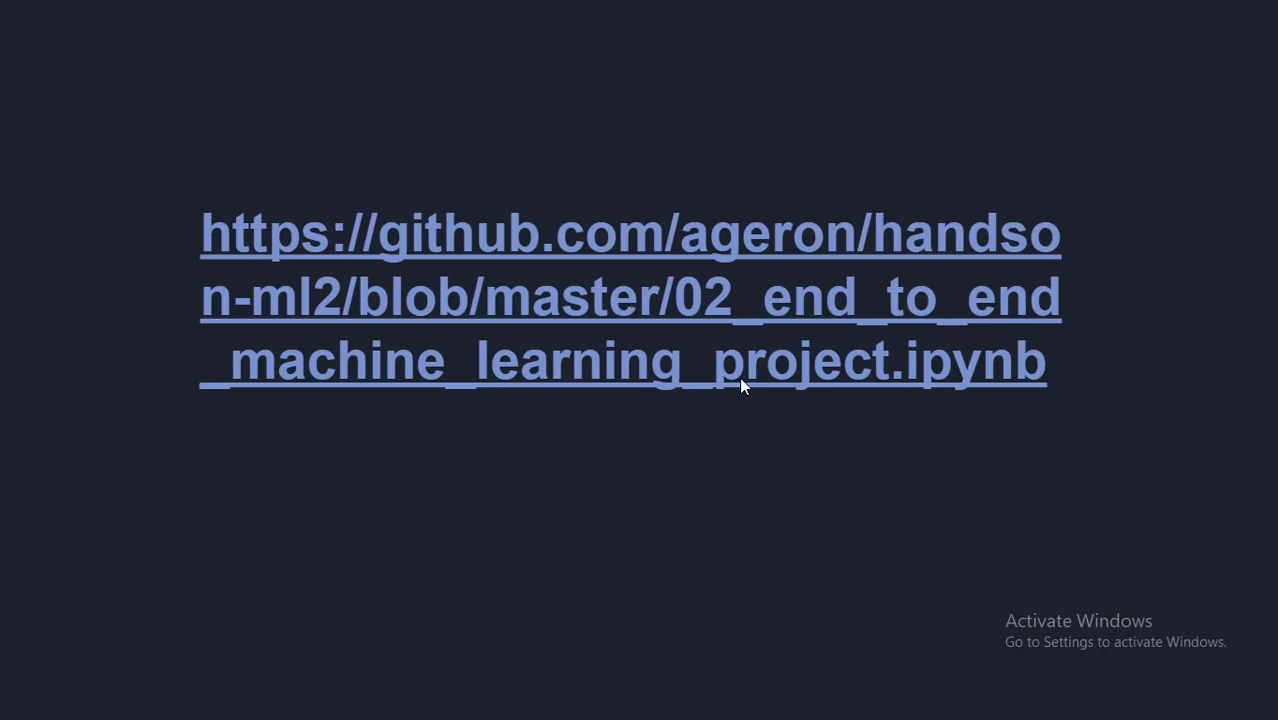 https://github.com/ageron/handso
n-ml2/blob/master/02_end_to_end
_machine_learning_project.ipynb
Activate Windows
Go to Settings to activate Windows.